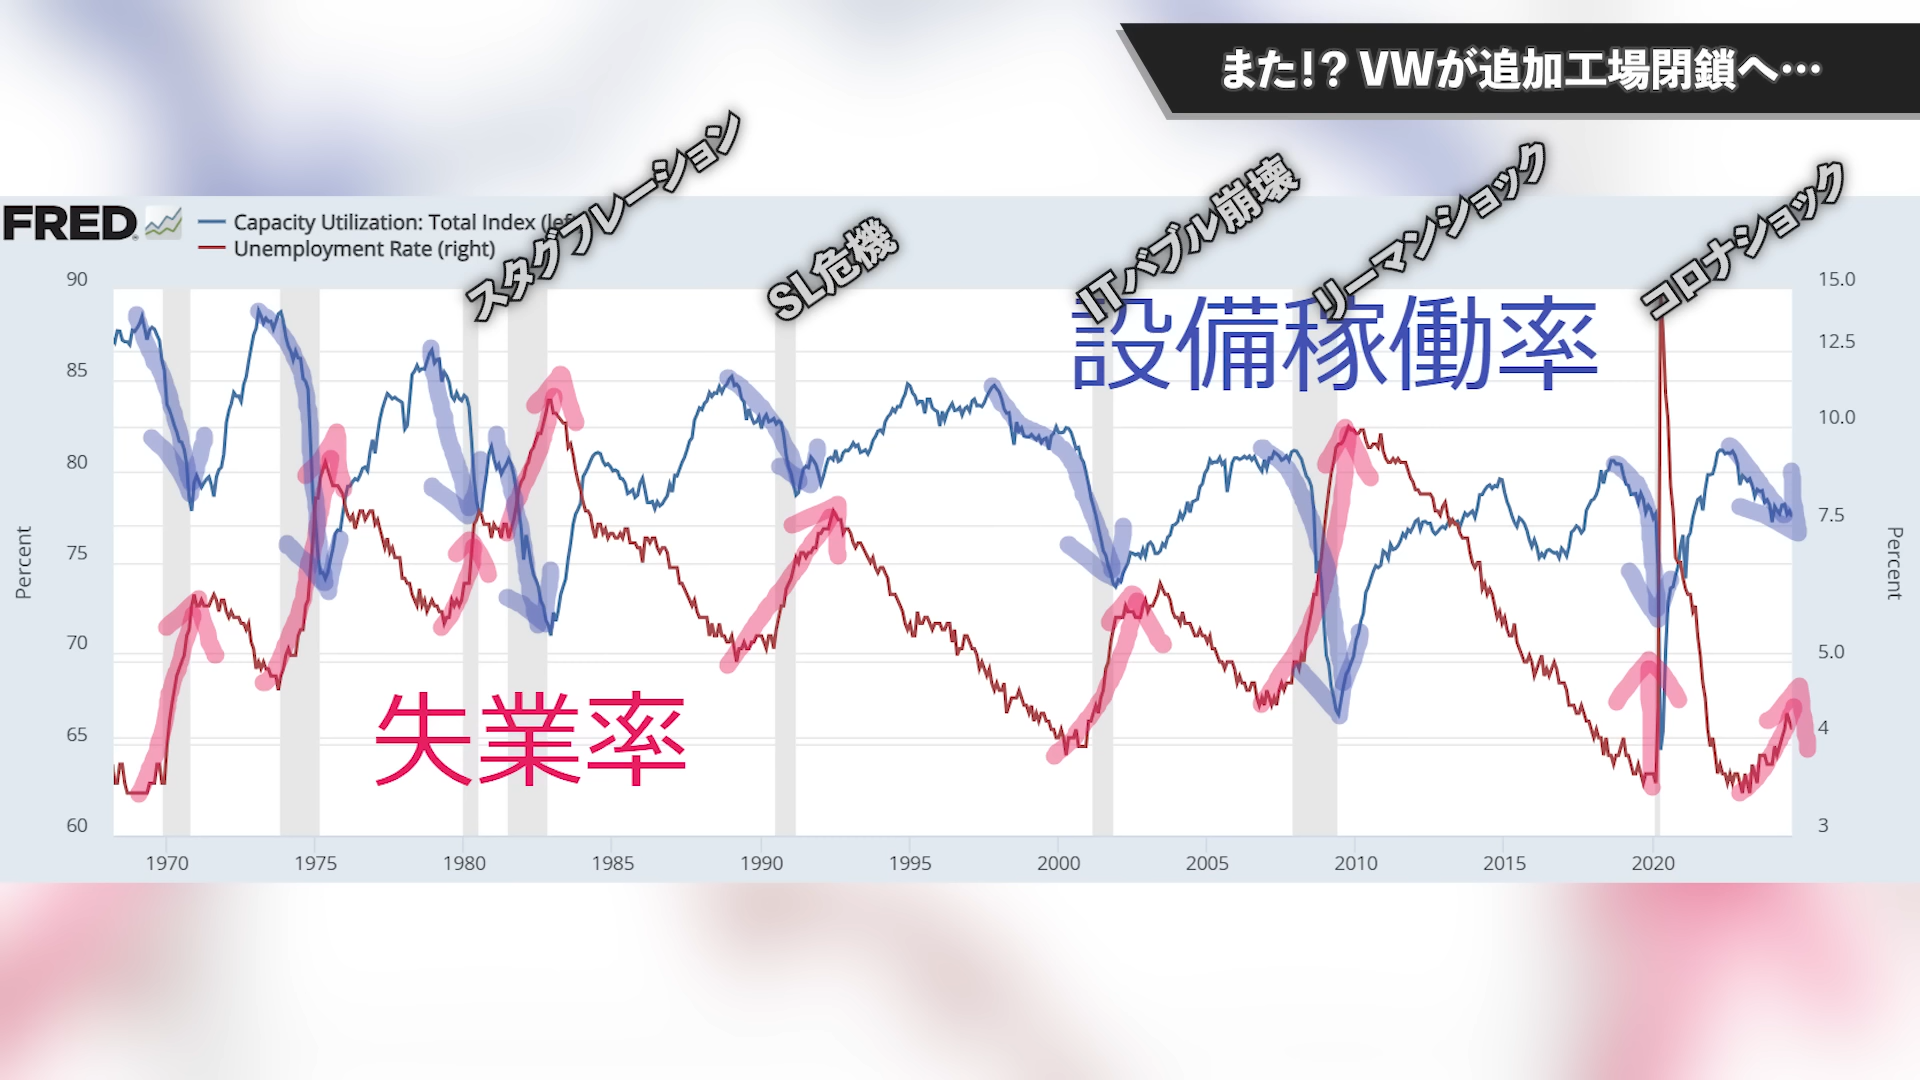 また!? VWが追加工場閉鎖へ…
スタグフレーション
SL危機
ITバブル崩壊
リーマンショック
コロナショック
FRED
Capacity Utilization: Total Index (left
Unemployment Rate (right)
設備稼働率
失業率
90
85
80
75
70
65
60
Percent
15.0
12.5
10.0
7.5
5.0
4
3
Percent
1970 1975 1980 1985 1990 1995 2000 2005 2010 2015 2020